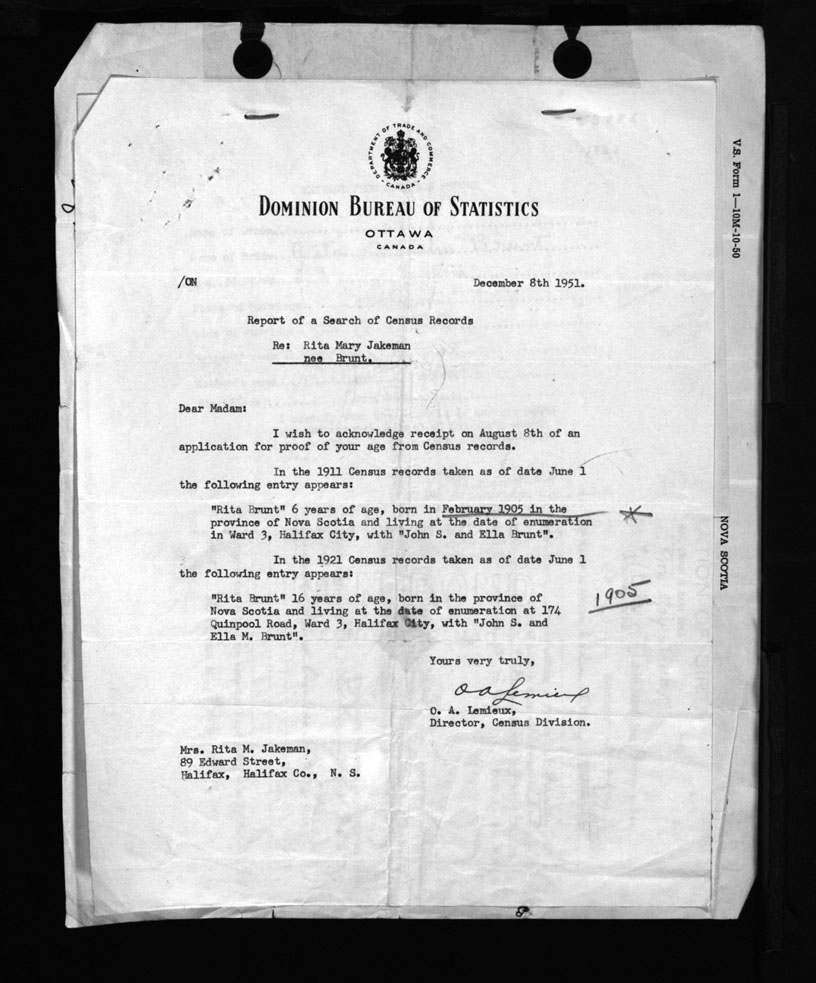 DEPARTMENT OF TRADE AND COMMERCE
CANADA
DOMINION BUREAU OF STATISTICS
OTTAWA
CANADA
/ON
December 8th 1951.
Report of a Search of Census Records
Re: Rita Mary Jakeman
nee Brunt.
Dear Madam:
I wish to acknowledge receipt on August 8th of an
application for proof of your age from Census records.
In the 1911 Census records taken as of date June 1
the following entry appears:
"Rita Brunt" 6 years of age, born in February 1905 in the
province of Nova Scotia and living at the date of enumeration
in Ward 3, Halifax City, with "John S. and Ella Brunt".
In the 1921 Census records taken as of date June 1
the following entry appears:
"Rita Brunt" 16 years of age, born in the province of
Nova Scotia and living at the date of enumeration at 174
Quinpool Road, Ward 3, Halifax City, with "John S. and
Ella M. Brunt".
1905
Yours very truly,
O A Lemieux
O. A. Lemieux,
Director, Census Division.
Mrs. Rita M. Jakeman,
89 Edward Street,
Halifax, Halifax Co., N. S.
V.S. Form 1—10M-10-50
NOVA SCOTIA